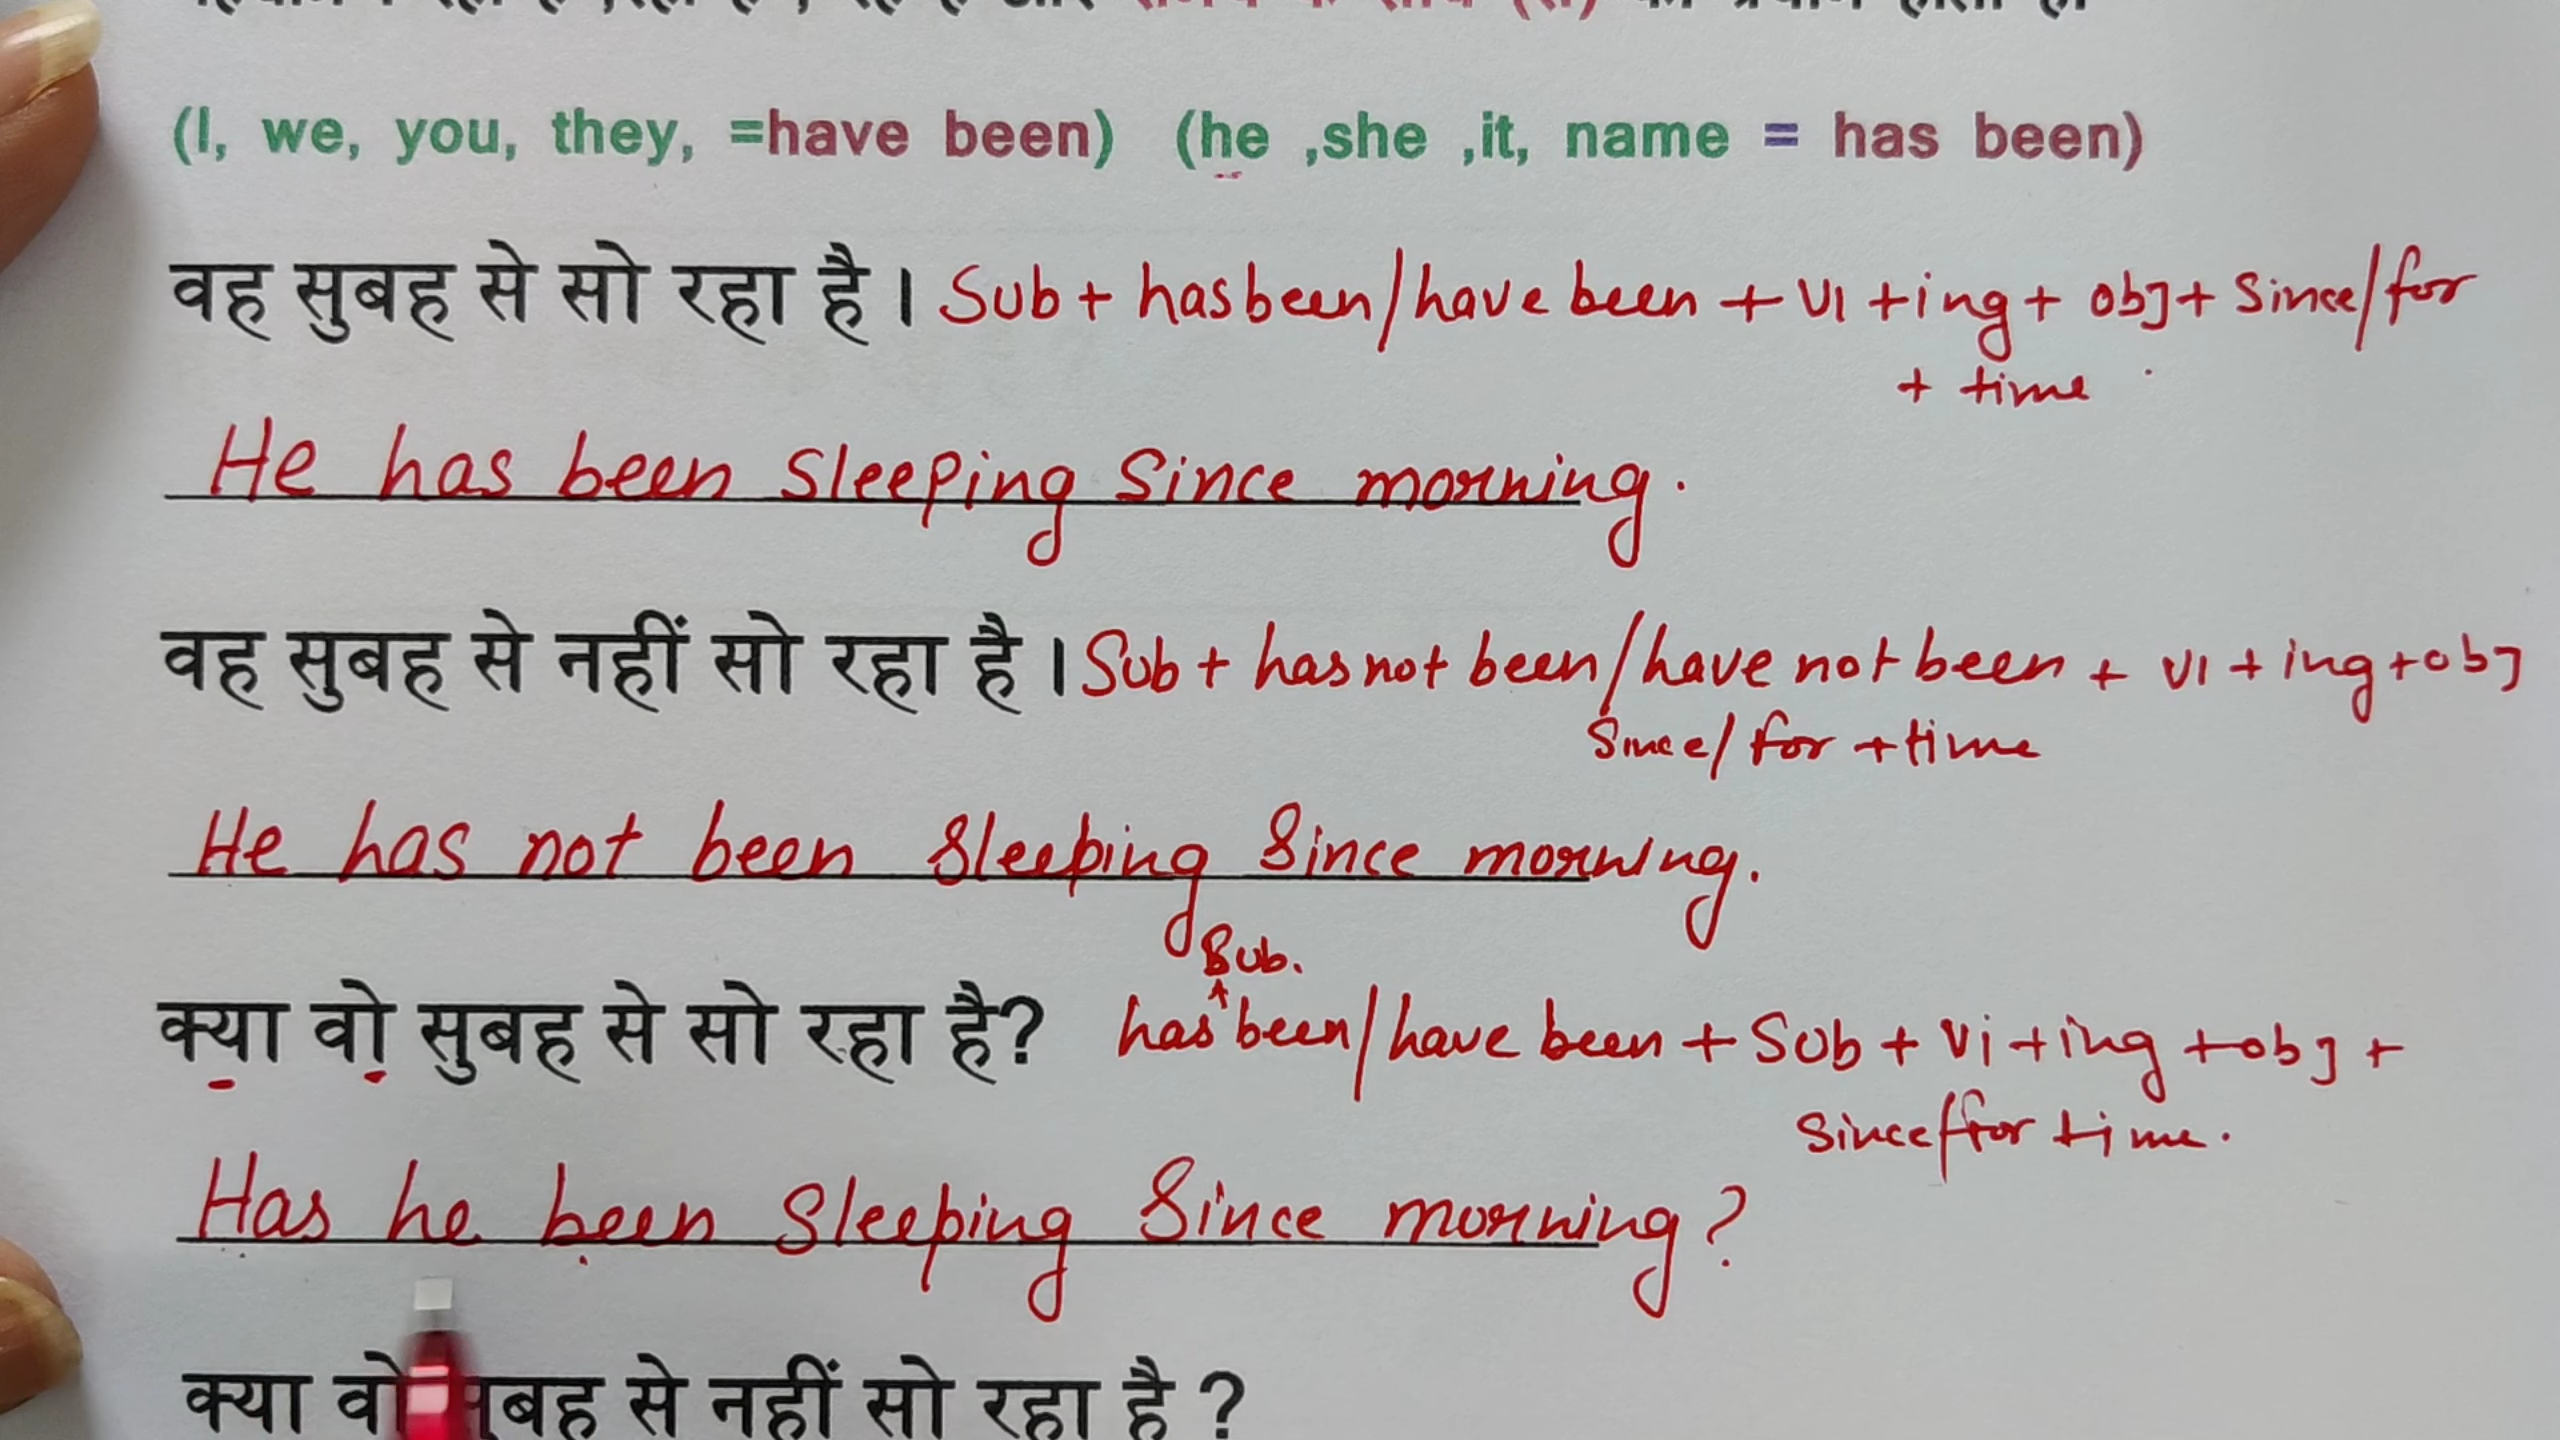 (I, we, you, they, =have been) (he ,she ,it, name = has been)
वह सुबह से सो रहा है। Sub + has been/have been + V1 + ing + obj + Since/for
+ time
He has been Sleeping Since morning.
वह सुबह से नहीं सो रहा है। Sub + has not been/have not been + V1 + ing + obj
Since/for + time
He has not been Sleeping Since morning.
Sub.
क्या वो सुबह से सो रहा है? has been/have been + Sub + V1 + ing + obj +
Since/for time.
Has he been Sleeping Since morning?
क्या वो सुबह से नहीं सो रहा है ?